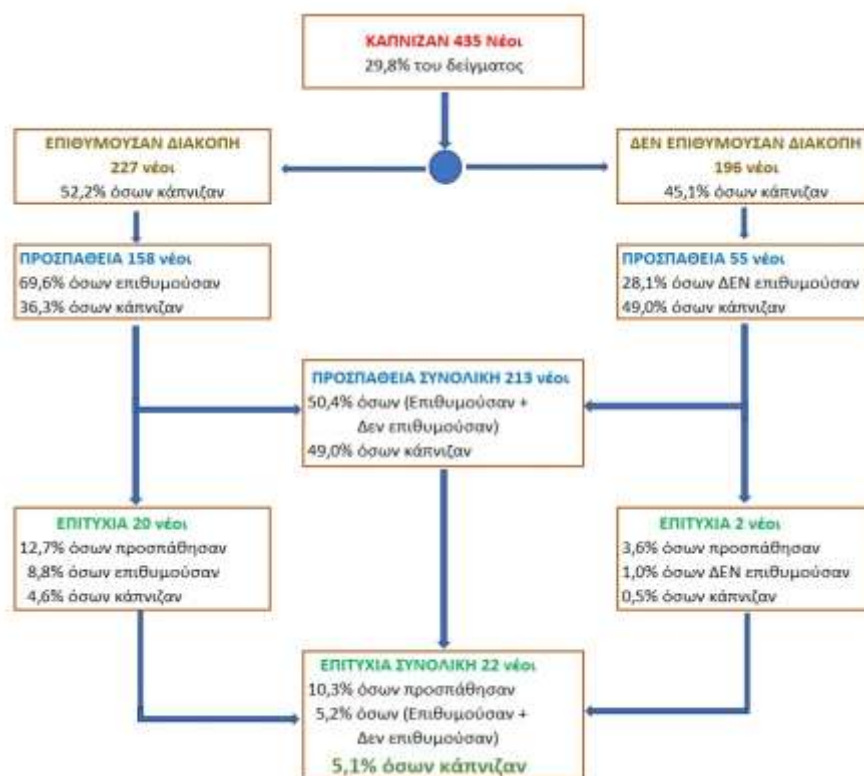 ΚΑΠΝΙΖΑΝ 435 Νέοι
29,8% του δείγματος
ΕΠΙΘΥΜΟΥΣΑΝ ΔΙΑΚΟΠΗ
227 νέοι
52,2% όσων κάπνιζαν
ΔΕΝ ΕΠΙΘΥΜΟΥΣΑΝ ΔΙΑΚΟΠΗ
196 νέοι
45,1% όσων κάπνιζαν
ΠΡΟΣΠΑΘΕΙΑ 158 νέοι
69,6% όσων επιθυμούσαν
36,3% όσων κάπνιζαν
ΠΡΟΣΠΑΘΕΙΑ 55 νέοι
28,1% όσων ΔΕΝ επιθυμούσαν
49,0% όσων κάπνιζαν
ΠΡΟΣΠΑΘΕΙΑ ΣΥΝΟΛΙΚΗ 213 νέοι
50,4% όσων (Επιθυμούσαν +
Δεν επιθυμούσαν)
49,0% όσων κάπνιζαν
ΕΠΙΤΥΧΙΑ 20 νέοι
12,7% όσων προσπάθησαν
8,8% όσων επιθυμούσαν
4,6% όσων κάπνιζαν
ΕΠΙΤΥΧΙΑ 2 νέοι
3,6% όσων προσπάθησαν
1,0% όσων ΔΕΝ επιθυμούσαν
0,5% όσων κάπνιζαν
ΕΠΙΤΥΧΙΑ ΣΥΝΟΛΙΚΗ 22 νέοι
10,3% όσων προσπάθησαν
5,2% όσων (Επιθυμούσαν +
Δεν επιθυμούσαν)
5,1% όσων κάπνιζαν